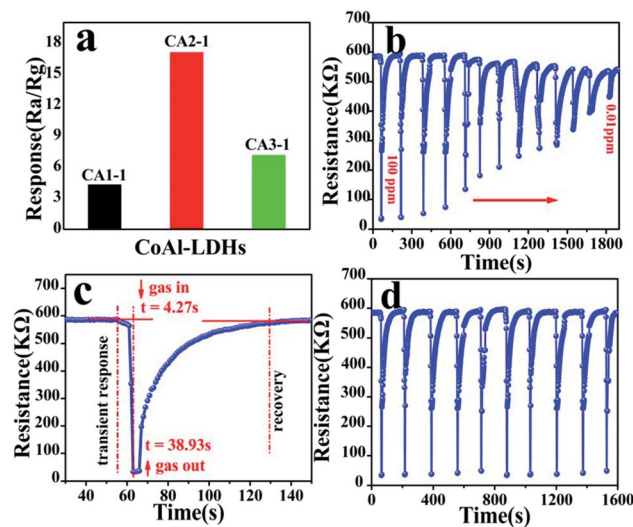 a
Response(Ra/Rg)
18
15
12
9
6
3
0
CA1-1
CA2-1
CA3-1
CoAl-LDHs
b
Resistance(KΩ)
700
600
500
400
300
200
100
0
100 ppm
0.01ppm
0 300 600 900 1200 1500 1800
Time(s)
c
Resistance(KΩ)
700
600
500
400
300
200
100
0
gas in
t = 4.27s
transient response
recovery
t = 38.93s
gas out
40 60 80 100 120 140
Time(s)
d
Resistance(KΩ)
700
600
500
400
300
200
100
0
0 400 800 1200 1600
Time(s)